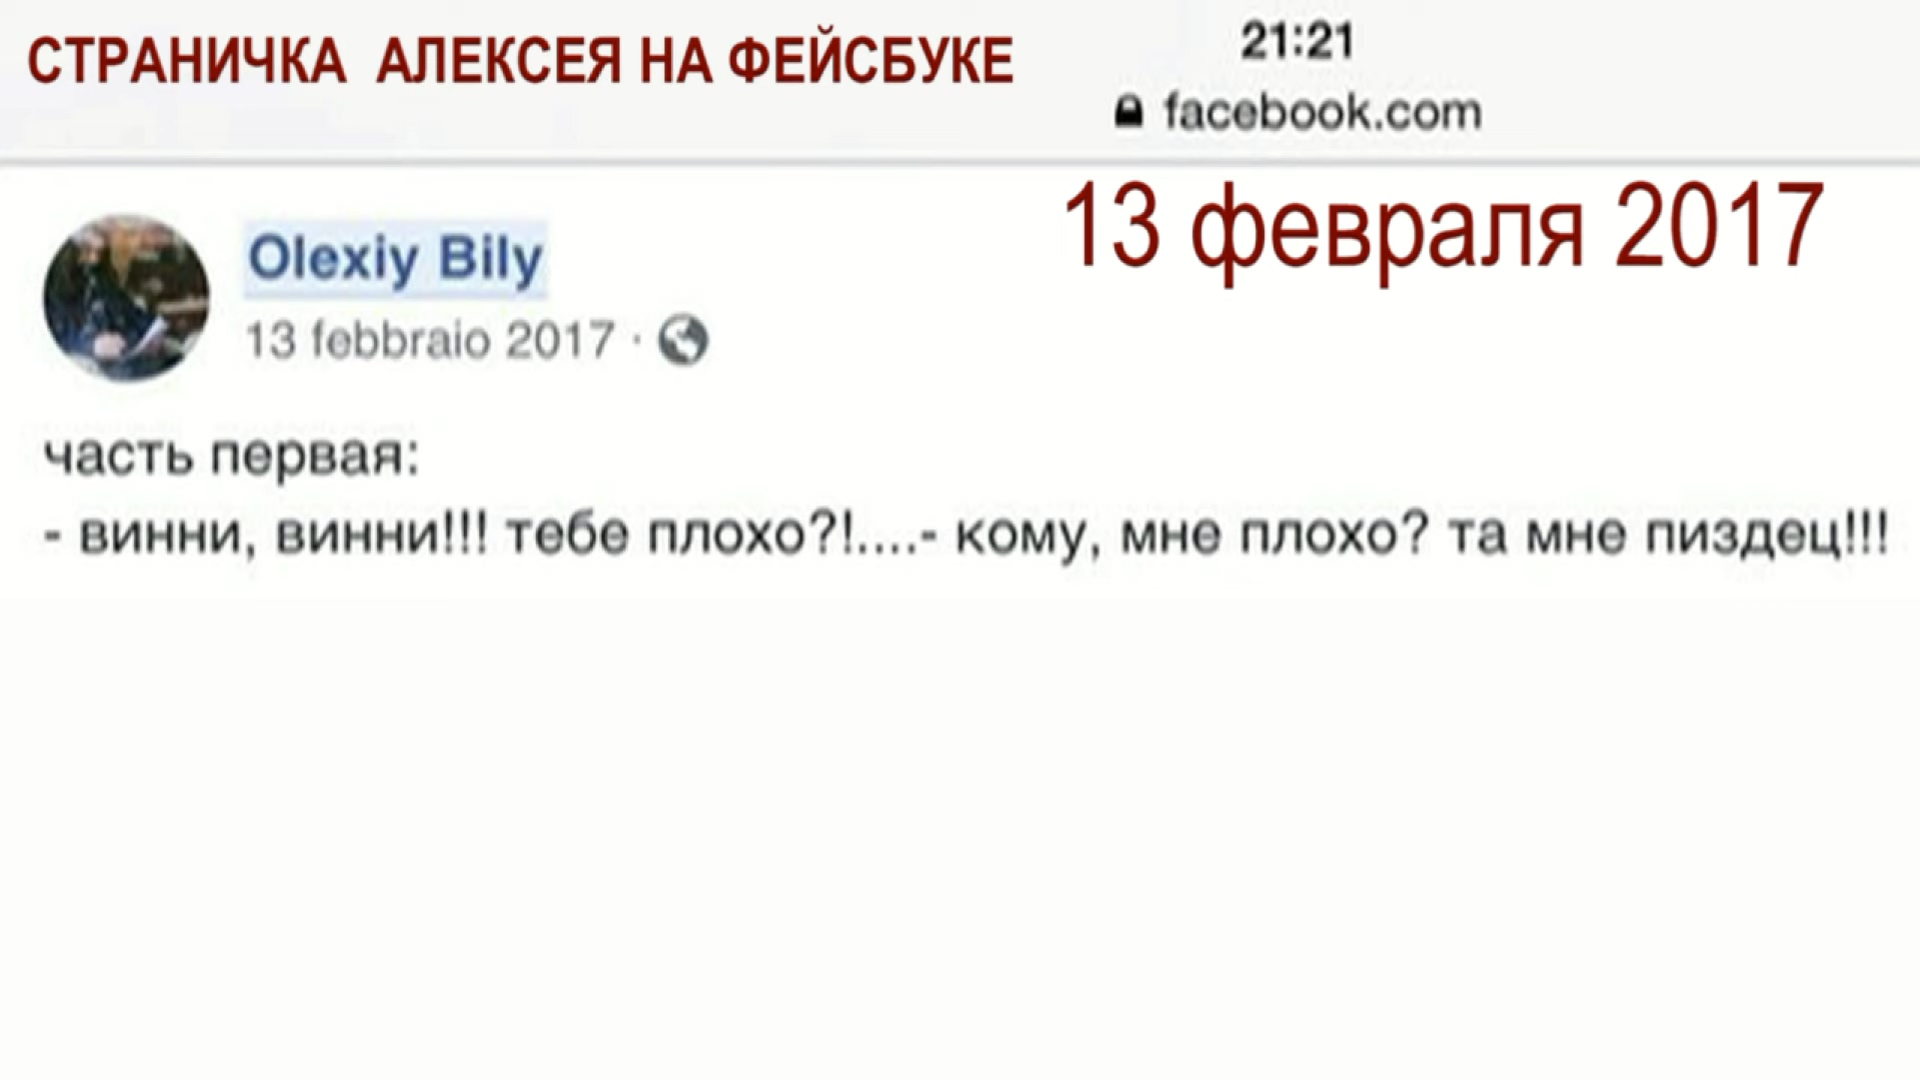 СТРАНИЧКА АЛЕКСЕЯ НА ФЕЙСБУКЕ
21:21
facebook.com
13 февраля 2017
Olexiy Bily
13 febbraio 2017 ·
часть первая:
- винни, винни!!! тебе плохо?!....- кому, мне плохо? та мне пиздец!!!